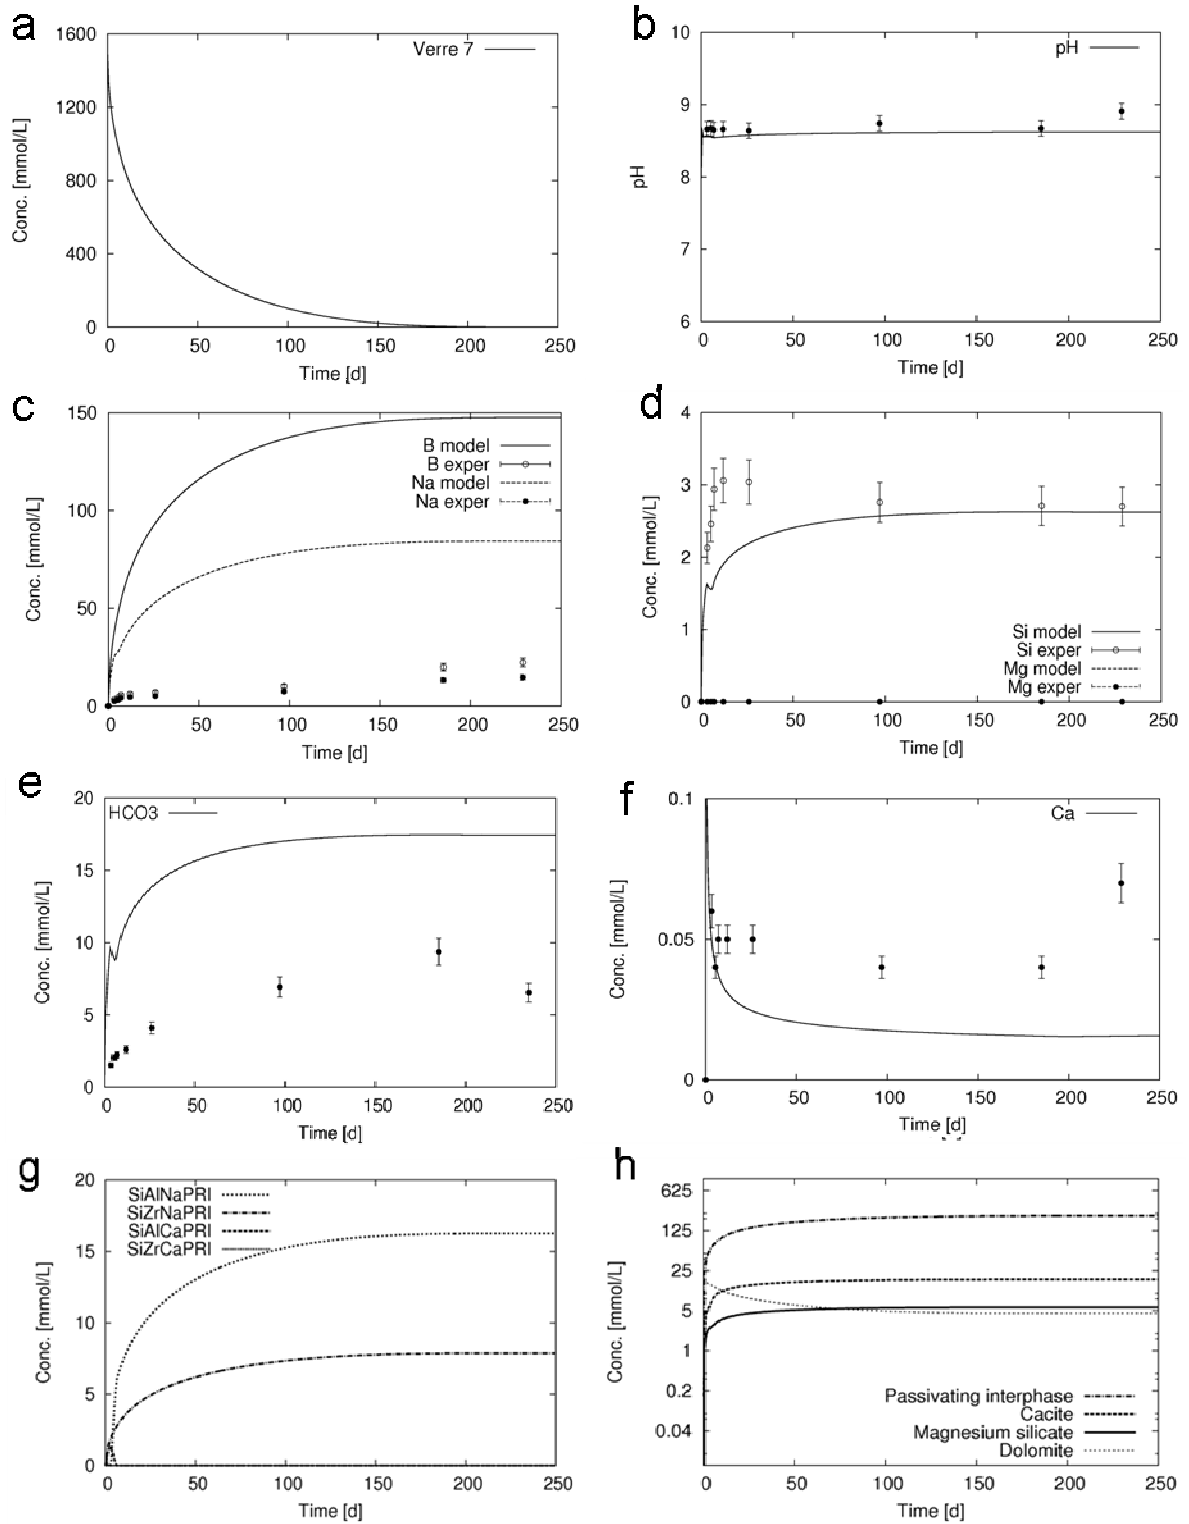 a
1600
1200
800
400
0
Conc. [mmol/L]
Verre 7
0 50 100 150 200 250
Time [d]
b
10
9
8
7
6
pH
pH
0 50 100 150 200 250
Time [d]
c
150
100
50
0
Conc. [mmol/L]
B model
B exper
Na model
Na exper
0 50 100 150 200 250
Time [d]
d
4
3
2
1
0
Conc. [mmol/L]
Si model
Si exper
Mg model
Mg exper
0 50 100 150 200 250
Time [d]
e
20
15
10
5
0
Conc. [mmol/L]
HCO3
0 50 100 150 200 250
Time [d]
f
0.1
0.05
0
Conc. [mmol/L]
Ca
0 50 100 150 200 250
Time [d]
g
20
15
10
5
0
Conc. [mmol/L]
SiAlNaPRI
SiZrNaPRI
SiAlCaPRI
SiZrCaPRI
0 50 100 150 200 250
Time [d]
h
625
125
25
5
1
0.2
0.04
Conc. [mmol/L]
Passivating interphase
Cacite
Magnesium silicate
Dolomite
0 50 100 150 200 250
Time [d]